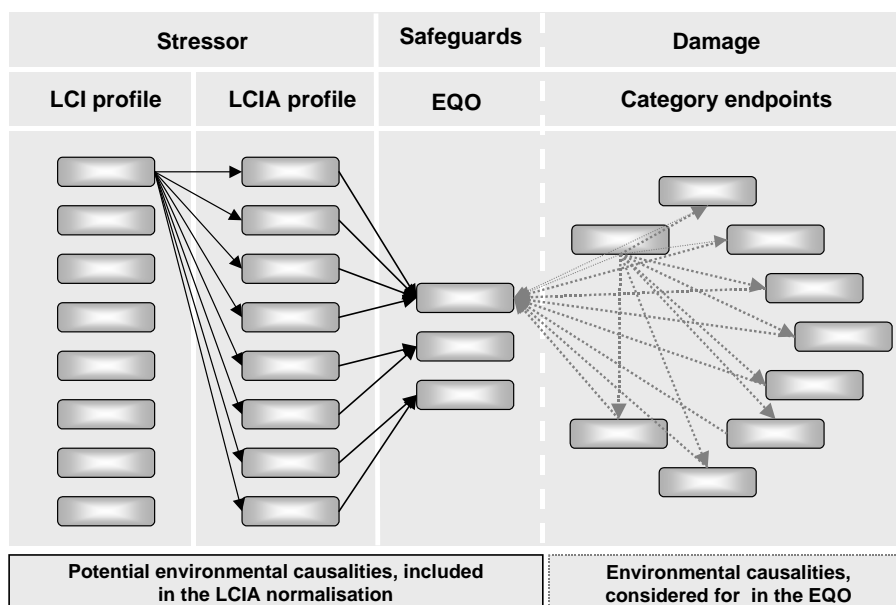 Stressor
Safeguards
Damage
LCI profile
LCIA profile
EQO
Category endpoints
Potential environmental causalities, included
in the LCIA normalisation
Environmental causalities,
considered for in the EQO